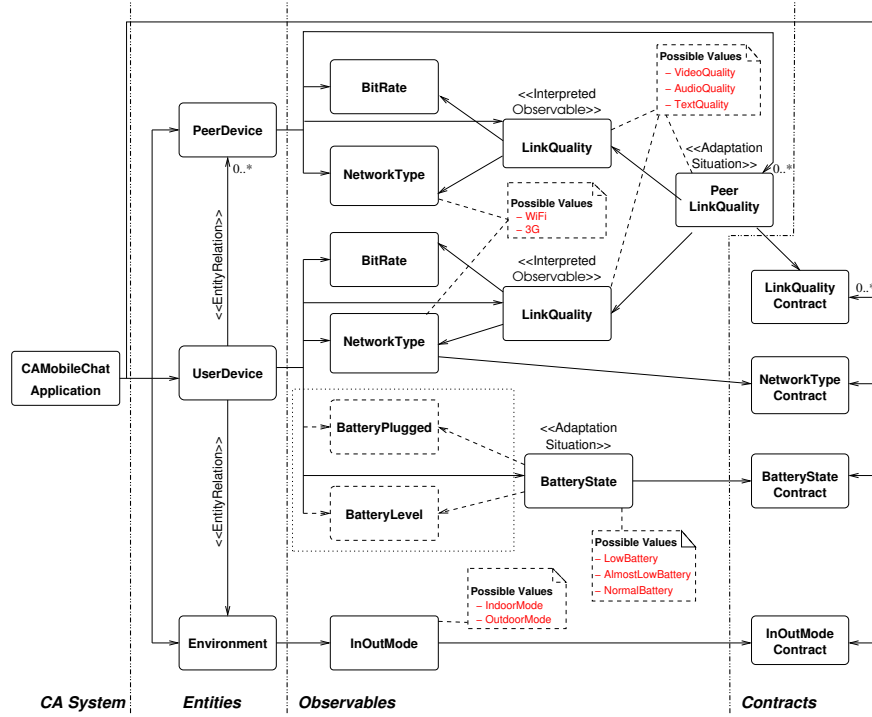 Possible Values
– VideoQuality
– AudioQuality
– TextQuality
<<Interpreted
Observable>>
BitRate
PeerDevice
LinkQuality
<<Adaptation
Situation>>
0..*
0..*
NetworkType
Peer
LinkQuality
Possible Values
– WiFi
– 3G
<<EntityRelation>>
BitRate
<<Interpreted
Observable>>
LinkQuality
LinkQuality
Contract
0..*
NetworkType
CAMobileChat
Application
UserDevice
NetworkType
Contract
BatteryPlugged
<<Adaptation
Situation>>
BatteryState
BatteryState
Contract
<<EntityRelation>>
BatteryLevel
Possible Values
– LowBattery
– AlmostLowBattery
– NormalBattery
Possible Values
– IndoorMode
– OutdoorMode
Environment
InOutMode
InOutMode
Contract
CA System
Entities
Observables
Contracts